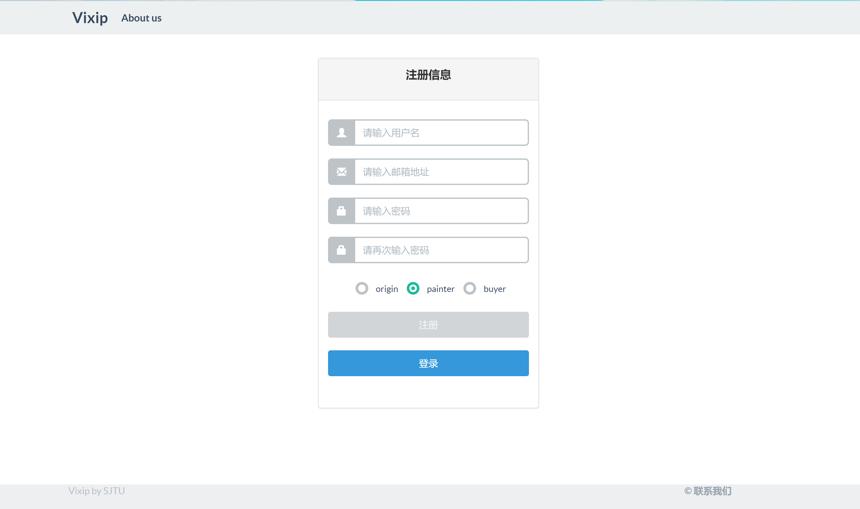 Vixip About us
注册信息
请输入用户名
请输入邮箱地址
请输入密码
请再次输入密码
origin painter buyer
注册
登录
Vixip by SJTU © 联系我们